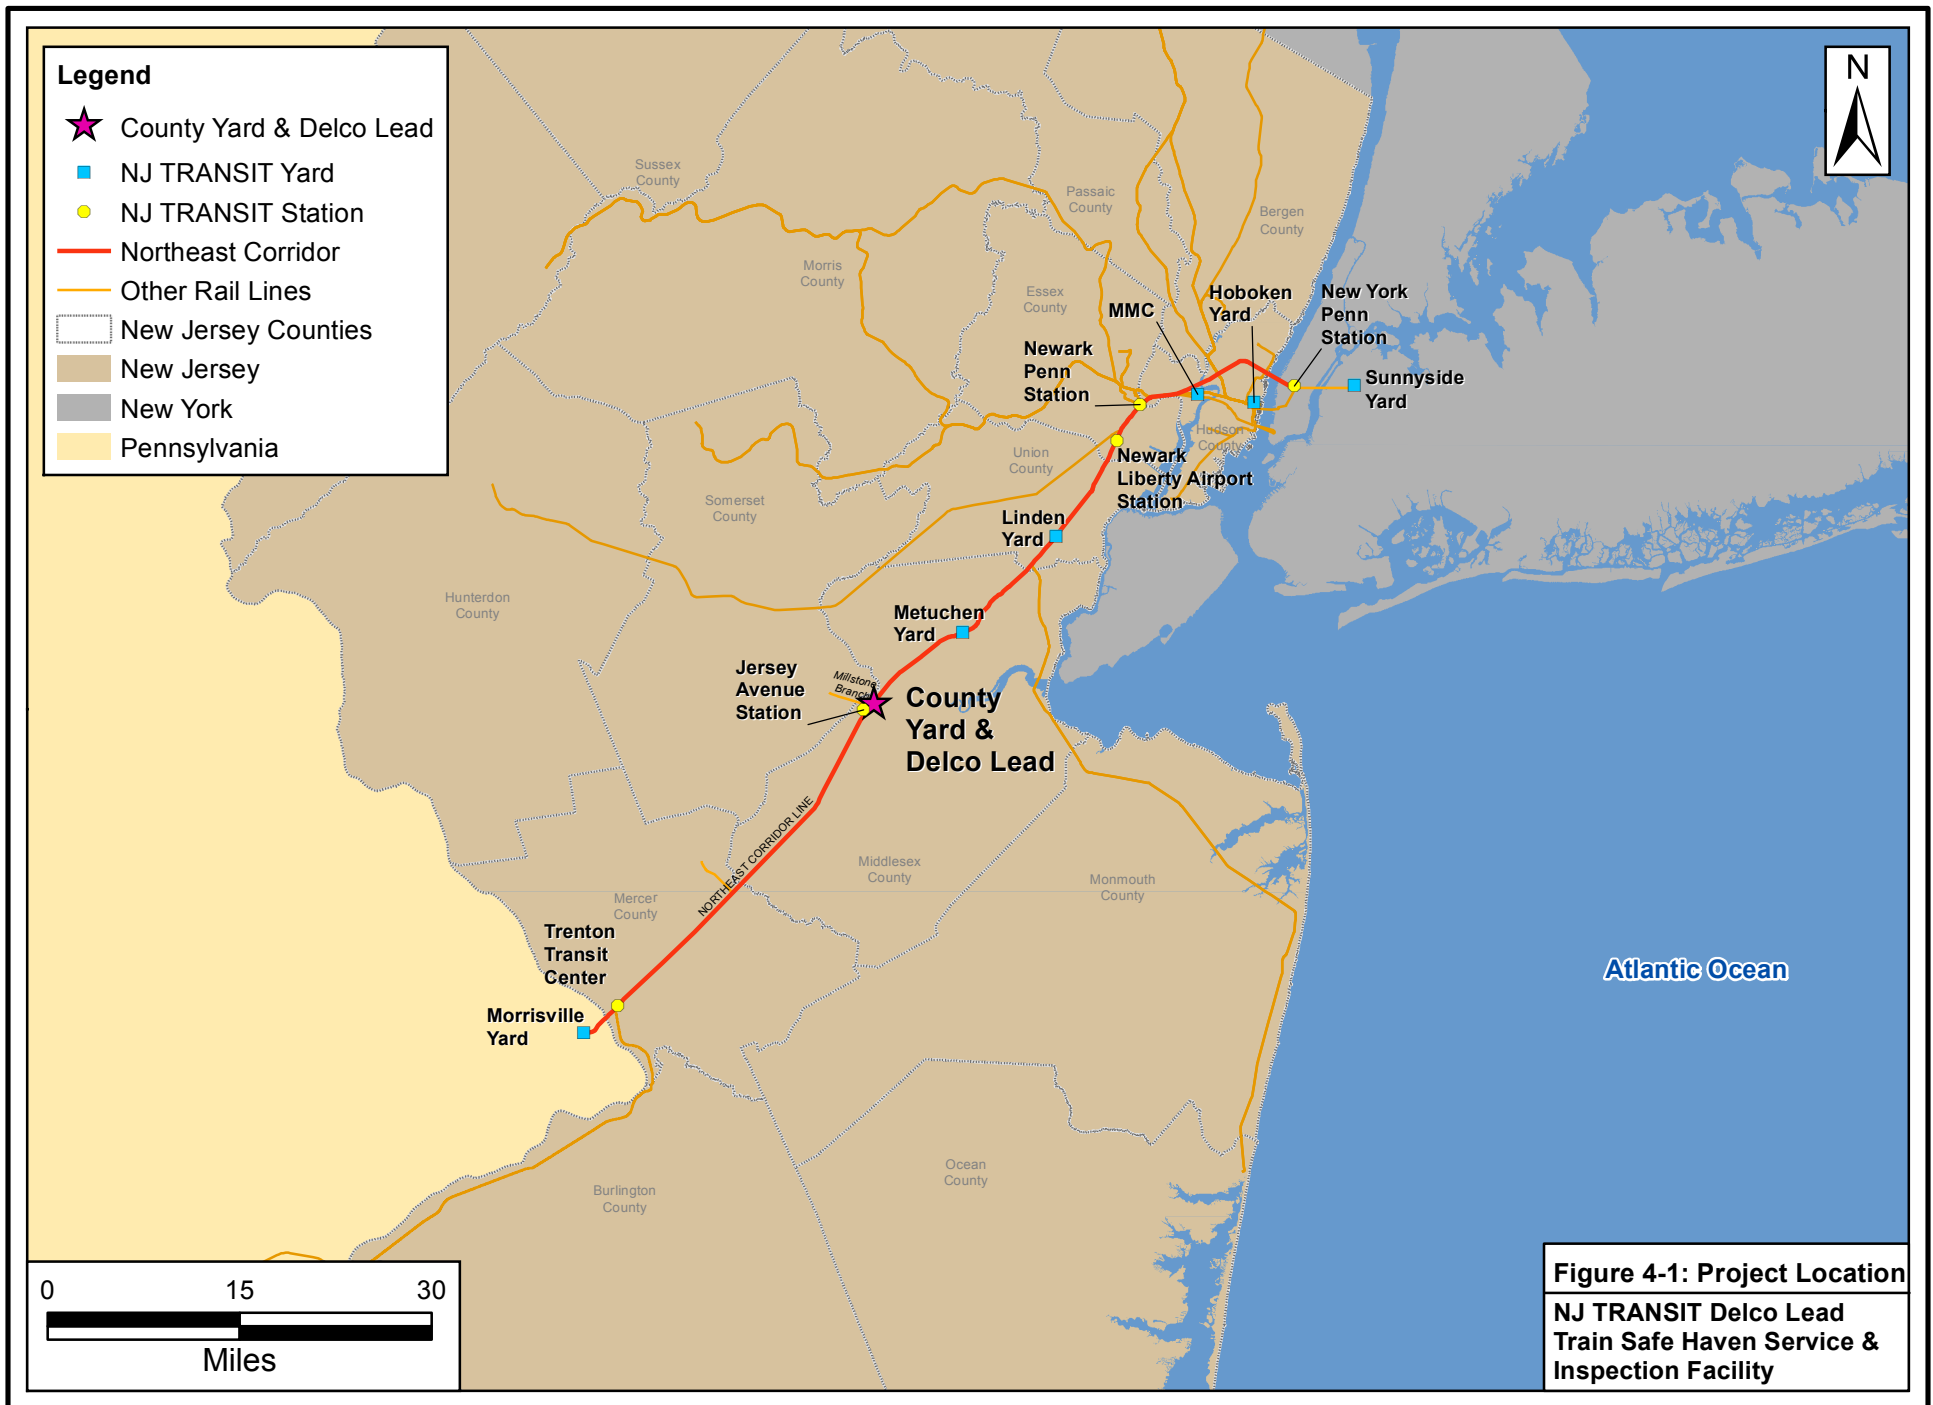 Legend
County Yard & Delco Lead
NJ TRANSIT Yard
NJ TRANSIT Station
Northeast Corridor
Other Rail Lines
New Jersey Counties
New Jersey
New York
Pennsylvania
N
Sussex
County
Passaic
County
Bergen
County
Morris
County
Essex
County
MMC
Hoboken
Yard
New York
Penn
Station
Newark
Penn
Station
Sunnyside
Yard
Hudson
County
Union
County
Newark
Liberty Airport
Station
Somerset
County
Linden
Yard
Hunterdon
County
Metuchen
Yard
Jersey
Avenue
Station
Millstone
Branch
County
Yard &
Delco Lead
NORTHEAST CORRIDOR LINE
Middlesex
County
Monmouth
County
Mercer
County
Trenton
Transit
Center
Morrisville
Yard
Atlantic Ocean
Ocean
County
Burlington
County
0 15 30
Miles
Figure 4-1: Project Location
NJ TRANSIT Delco Lead
Train Safe Haven Service &
Inspection Facility